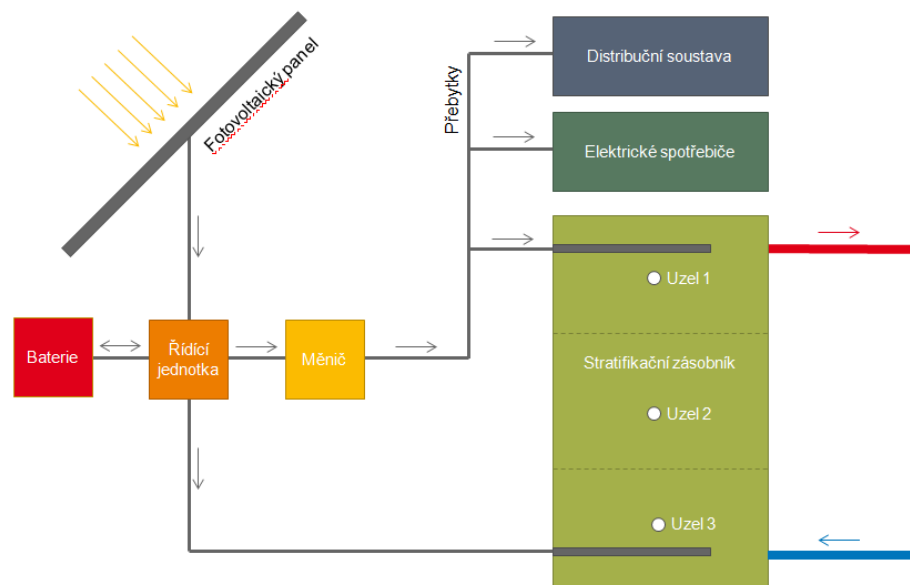 Fotovoltaický panel
Přebytky
Distribuční soustava
Elektrické spotřebiče
Uzel 1
Baterie
Řídící
jednotka
Měnič
Stratifikační zásobník
Uzel 2
Uzel 3